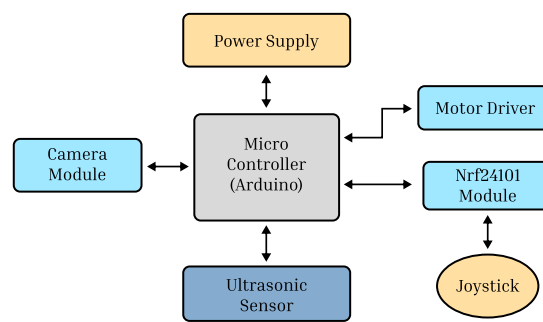 Power Supply
Motor Driver
Micro
Controller
(Arduino)
Camera
Module
Nrf24101
Module
Ultrasonic
Sensor
Joystick